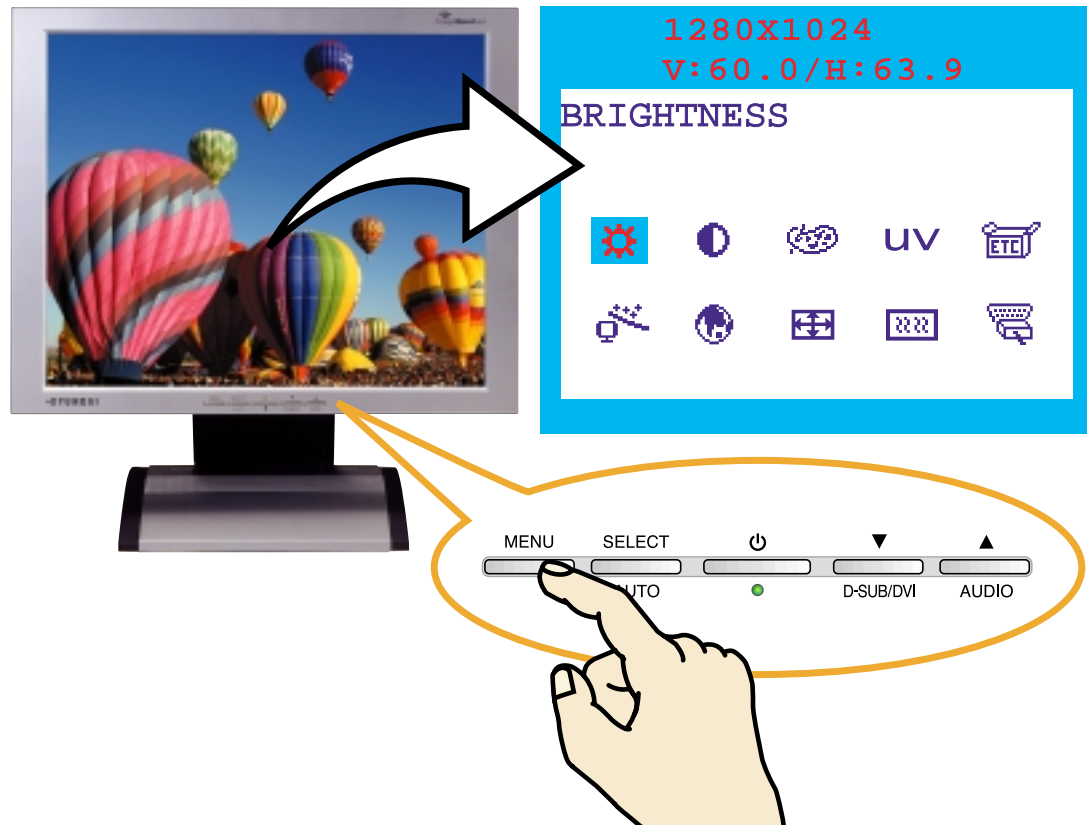 1280X1024
V:60.0/H:63.9
BRIGHTNESS
UV
ETC
MENU SELECT ▼ ▲
D-SUB/DVI AUDIO